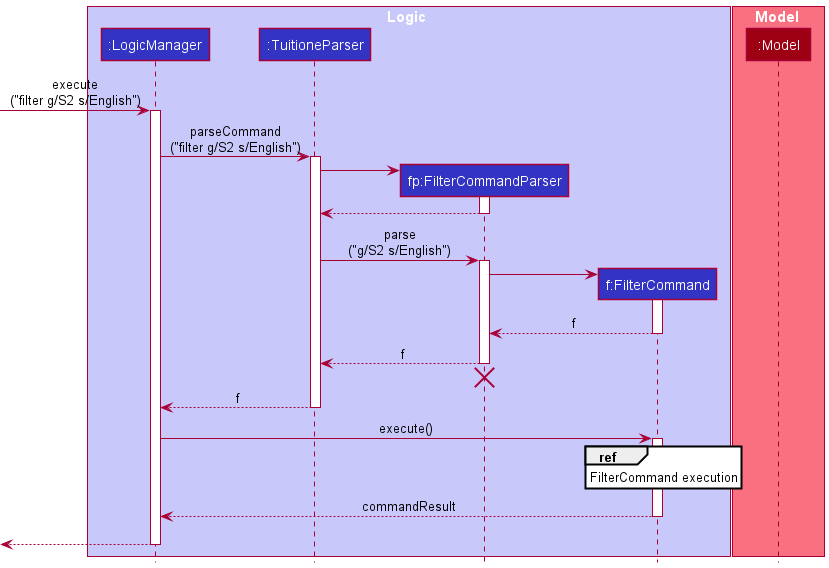 Logic
Model
:LogicManager
:TuitioneParser
:Model
execute
("filter g/S2 s/English")
parseCommand
("filter g/S2 s/English")
fp:FilterCommandParser
parse
("g/S2 s/English")
f:FilterCommand
f
f
f
execute()
ref
FilterCommand execution
commandResult